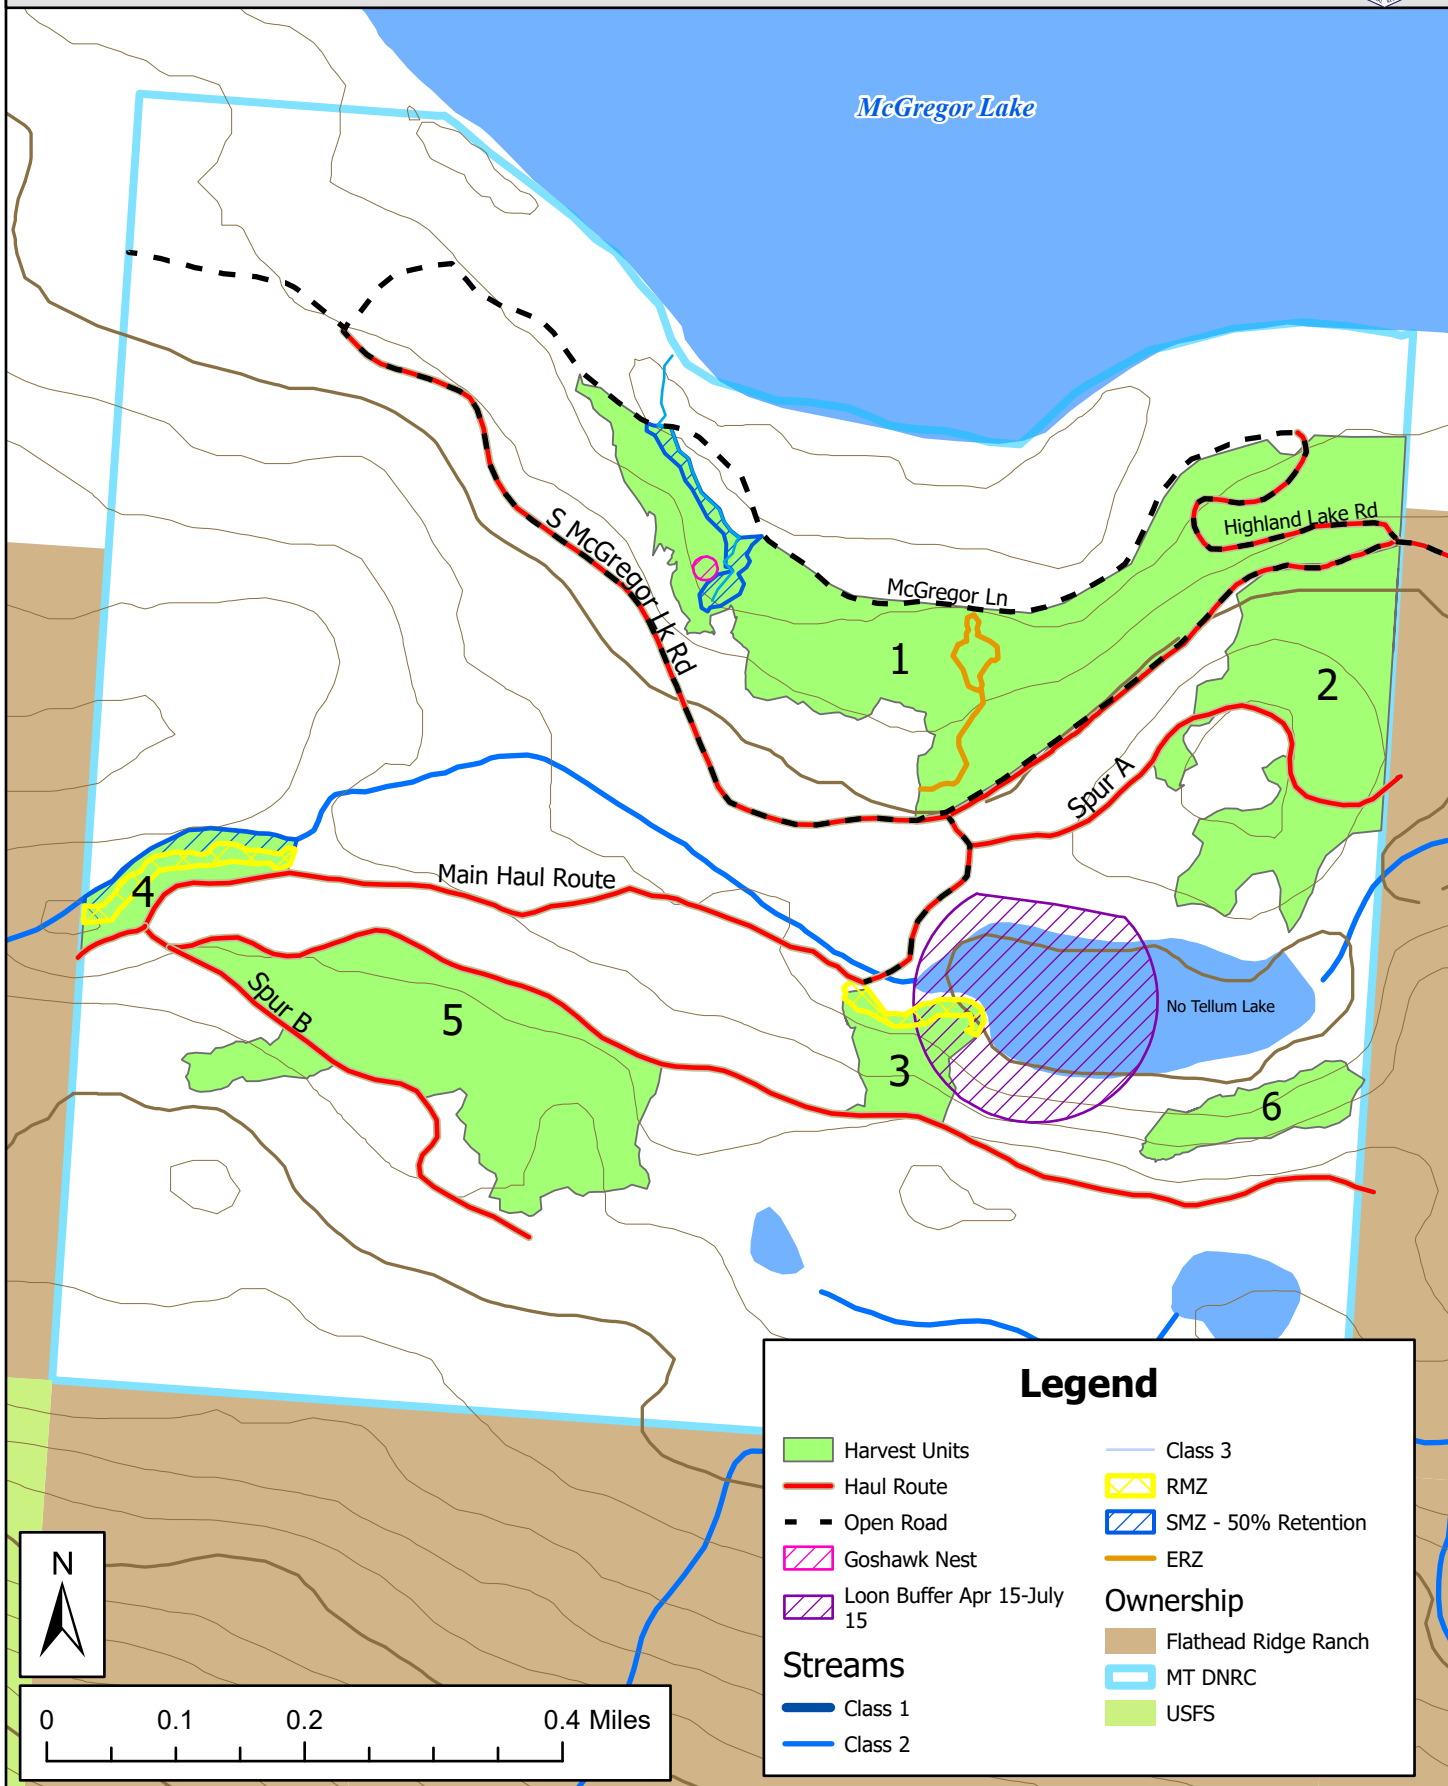 McGregor Lake
S McGregor Lk Rd
Highland Lake Rd
McGregor Ln
1
2
Spur A
Main Haul Route
4
Spur B
5
No Tellum Lake
3
6
Legend
Harvest Units
Haul Route
Open Road
Goshawk Nest
Loon Buffer Apr 15-July
15
Streams
Class 1
Class 2
Class 3
RMZ
SMZ - 50% Retention
ERZ
Ownership
Flathead Ridge Ranch
MT DNRC
USFS
N
0 0.1 0.2 0.4 Miles